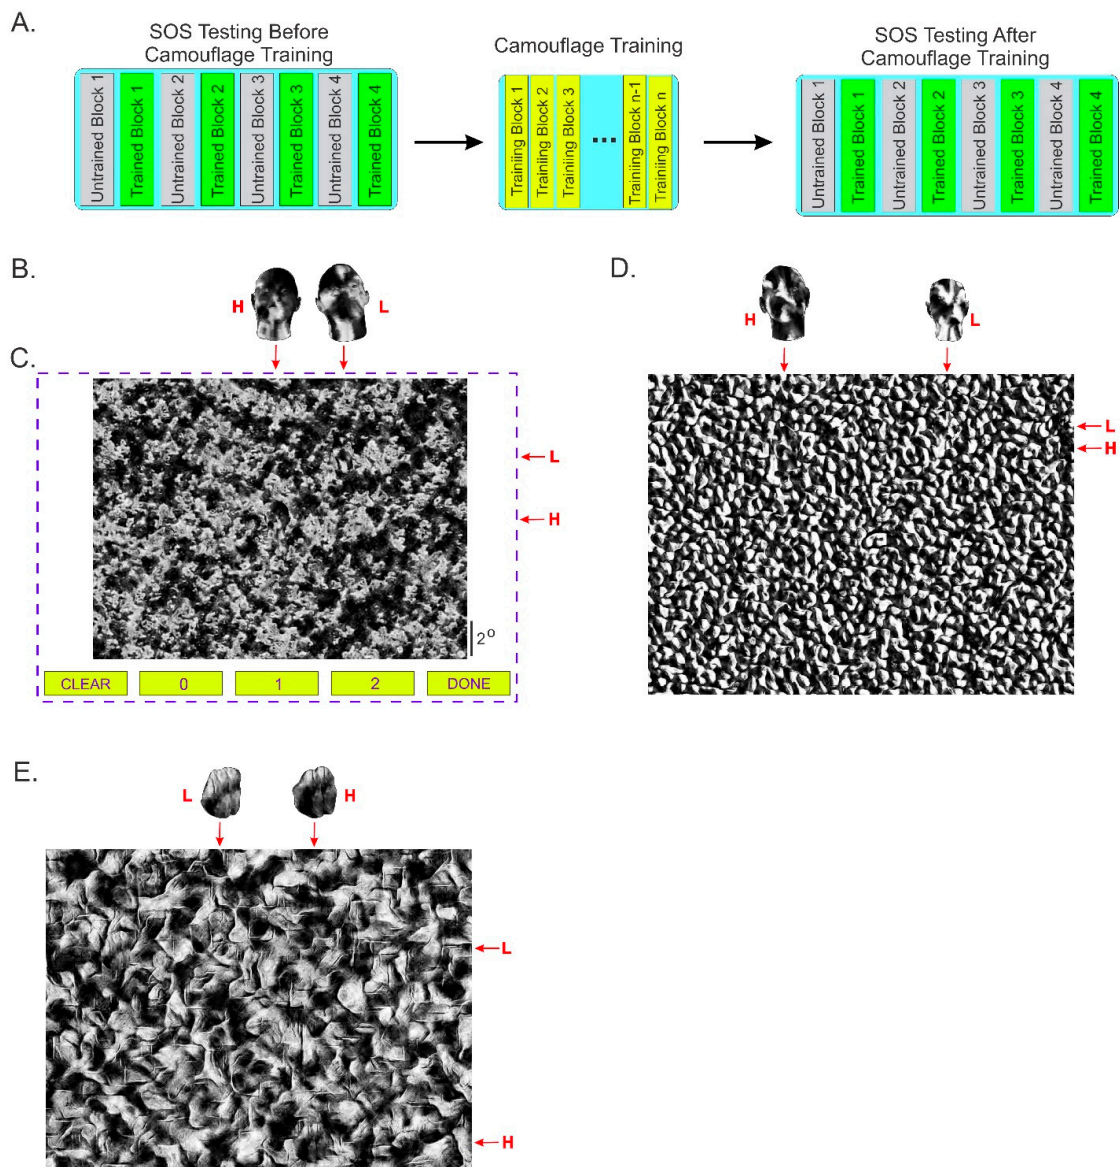 A.
SOS Testing Before
Camouflage Training
Untrained Block 1
Trained Block 1
Untrained Block 2
Trained Block 2
Untrained Block 3
Trained Block 3
Untrained Block 4
Trained Block 4
Camouflage Training
Trainiing Block 1
Trainiing Block 2
Trainiing Block 3
...
Trainiing Block n-1
Trainiing Block n
SOS Testing After
Camouflage Training
Untrained Block 1
Trained Block 1
Untrained Block 2
Trained Block 2
Untrained Block 3
Trained Block 3
Untrained Block 4
Trained Block 4
B.
H
L
C.
L
H
2°
CLEAR
0
1
2
DONE
D.
H
L
L
H
E.
L
H
L
H